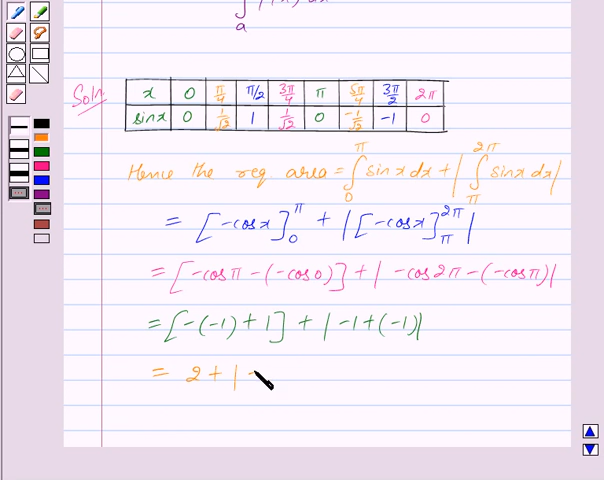 Soln.
x 0 π/4 π/2 3π/4 π 5π/4 3π/2 2π
sinx 0 1/√2 1 1/√2 0 -1/√2 -1 0
Hence the req. area = ∫₀^π sinx dx + |∫_π^2π sinx dx|
= [-cosx]₀^π + |[-cosx]_π^2π|
= [-cosπ-(-cos0)] + |-cos2π-(-cosπ)|
= [-(-1)+1] + |-1+(-1)|
= 2 + | -